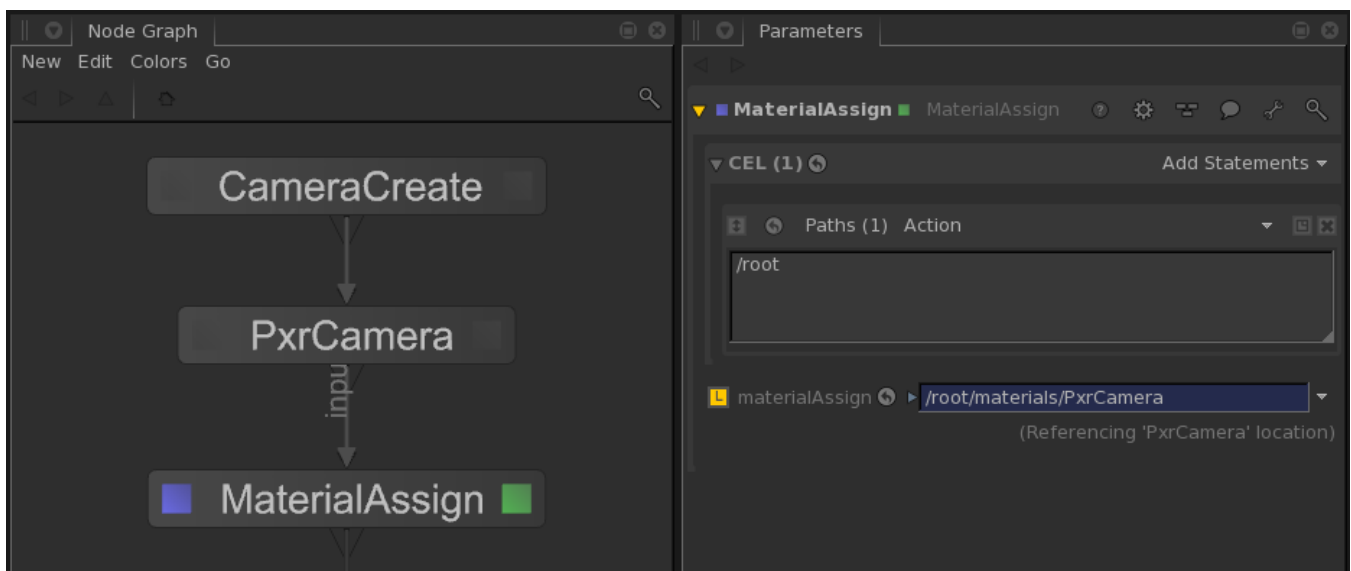 Node Graph
New Edit Colors Go
CameraCreate
PxrCamera
input
MaterialAssign
Parameters
MaterialAssign MaterialAssign
CEL (1) Add Statements
Paths (1) Action
/root
L materialAssign /root/materials/PxrCamera
(Referencing 'PxrCamera' location)